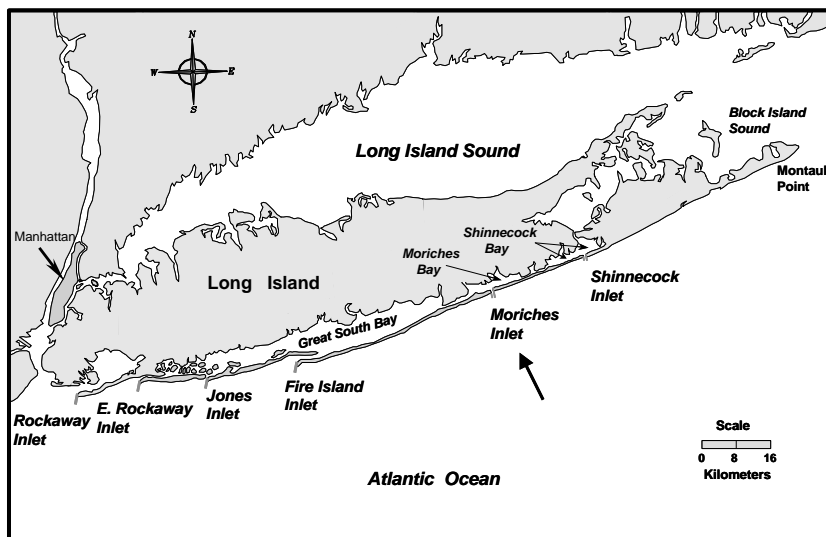 N
W E
S
Long Island Sound
Block Island
Sound
Montauk
Point
Manhattan
Shinnecock
Bay
Moriches
Bay
Long Island
Shinnecock
Inlet
Great South Bay
Moriches
Inlet
Rockaway
Inlet
E. Rockaway
Inlet
Jones
Inlet
Fire Island
Inlet
Scale
0 8 16
Kilometers
Atlantic Ocean